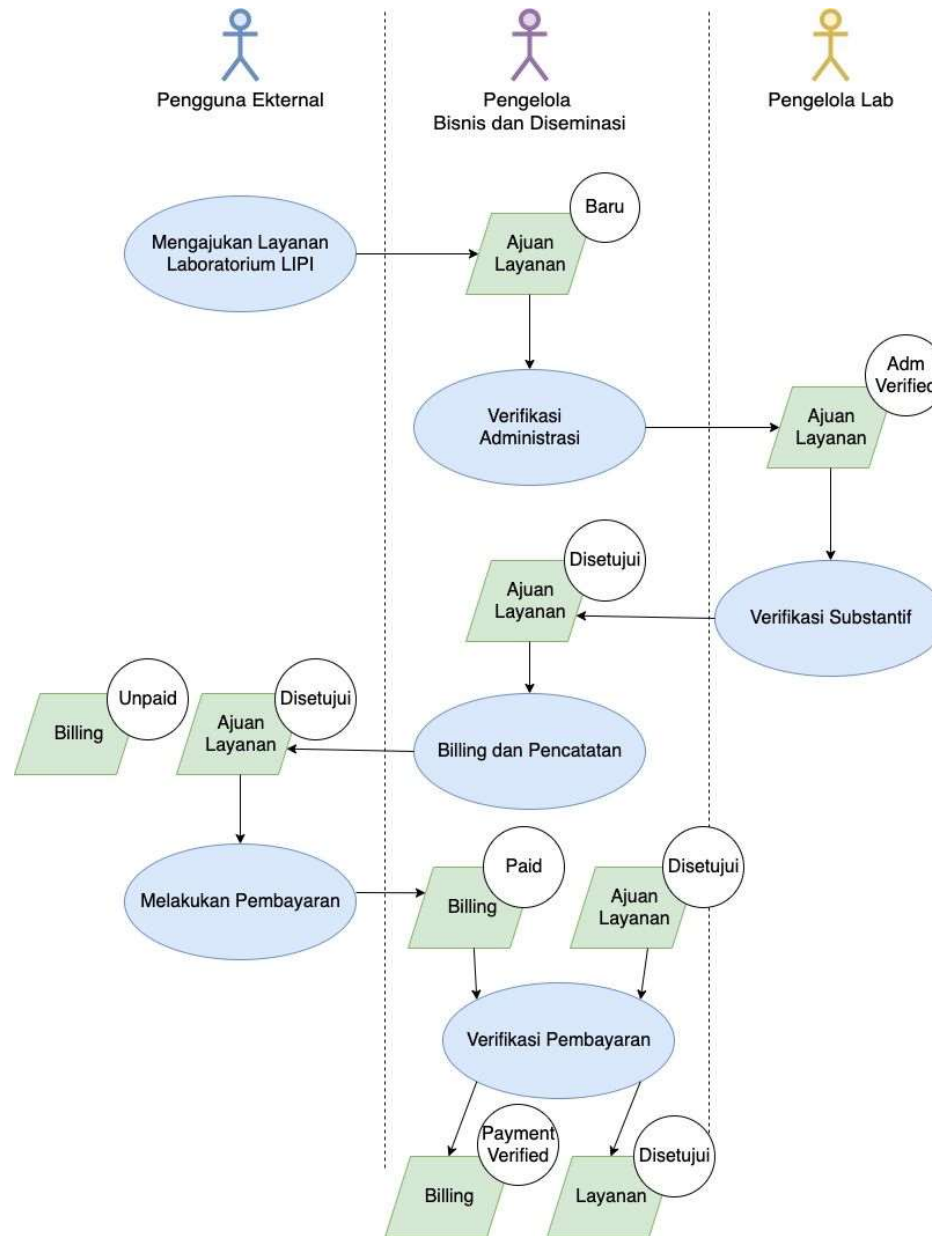 Pengguna Ekternal
Pengelola
Bisnis dan Diseminasi
Pengelola Lab
Baru
Mengajukan Layanan
Laboratorium LIPI
Ajuan
Layanan
Adm
Verified
Verifikasi
Administrasi
Ajuan
Layanan
Disetujui
Ajuan
Layanan
Verifikasi Substantif
Unpaid
Billing
Disetujui
Ajuan
Layanan
Billing dan Pencatatan
Melakukan Pembayaran
Paid
Billing
Disetujui
Ajuan
Layanan
Verifikasi Pembayaran
Payment
Verified
Billing
Disetujui
Layanan